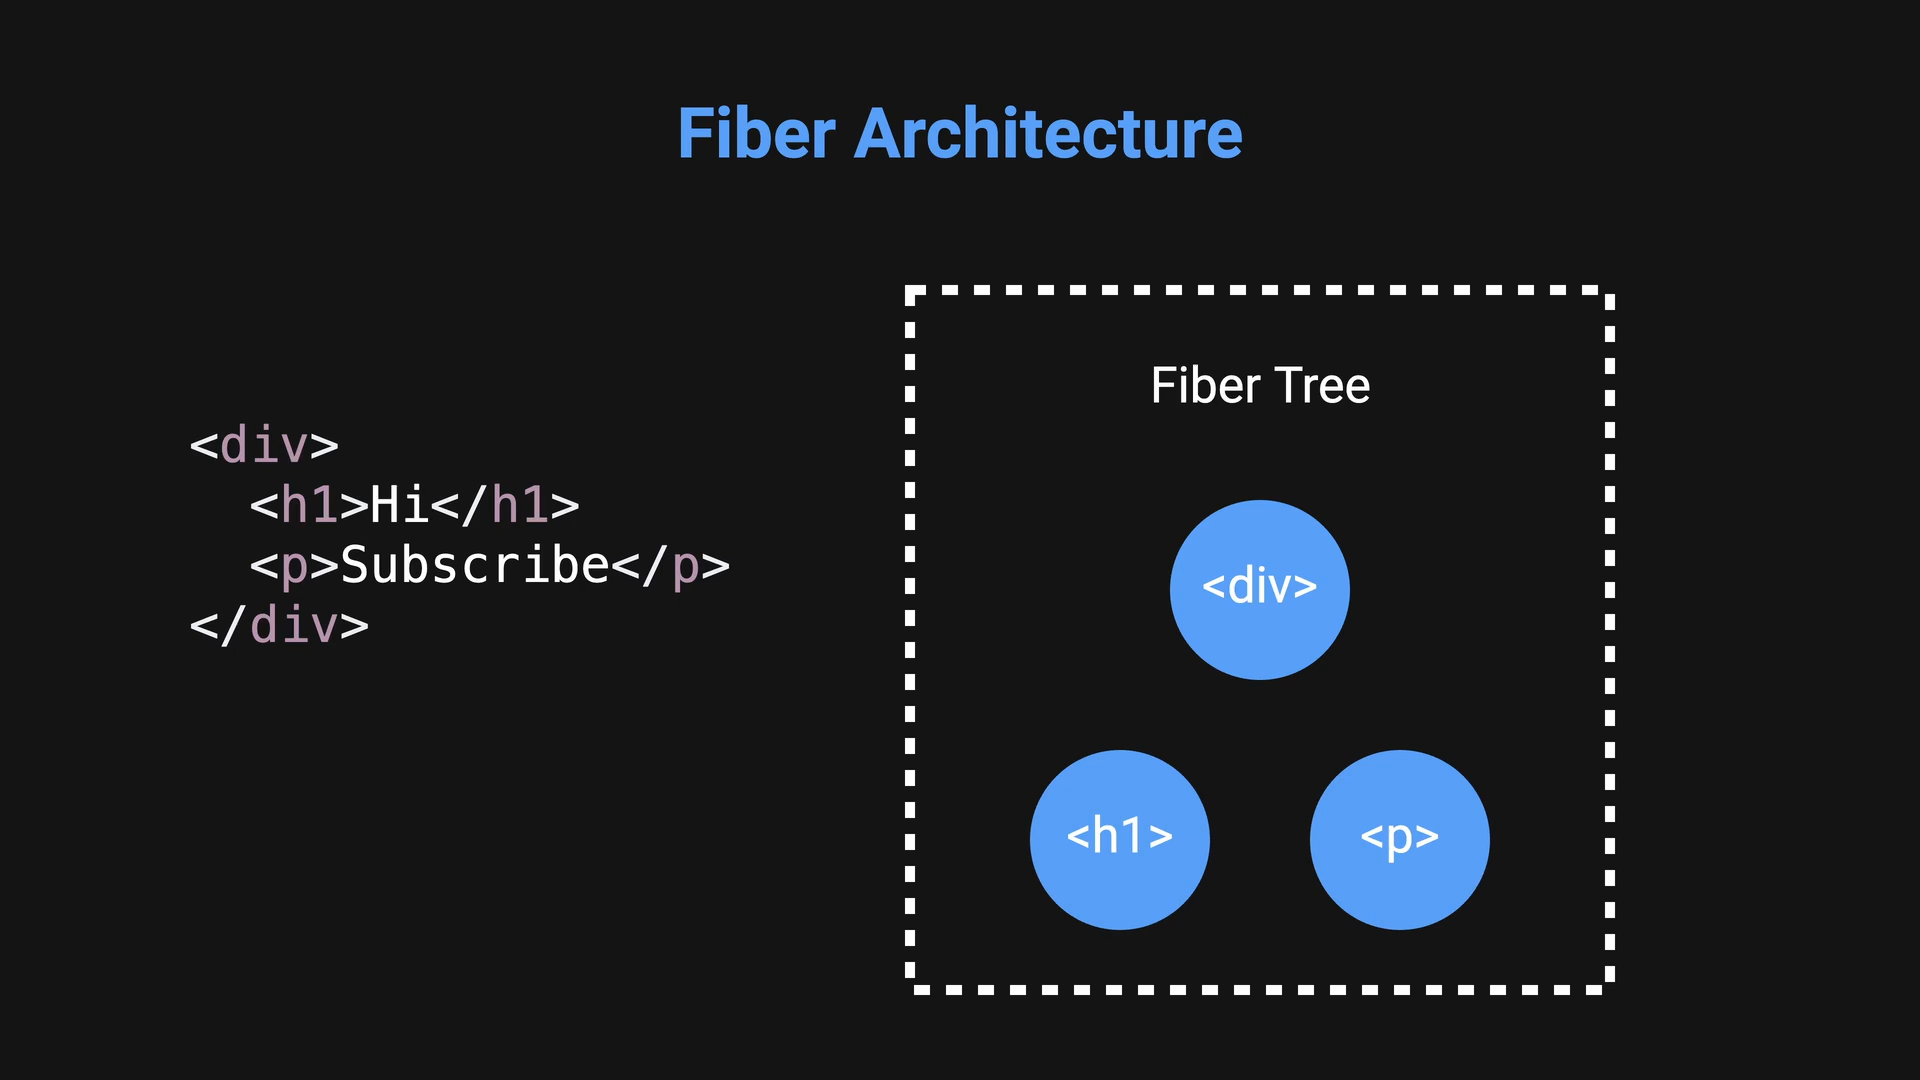 Fiber Architecture
<div>
  <h1>Hi</h1>
  <p>Subscribe</p>
</div>
Fiber Tree
<div>
<h1>
<p>